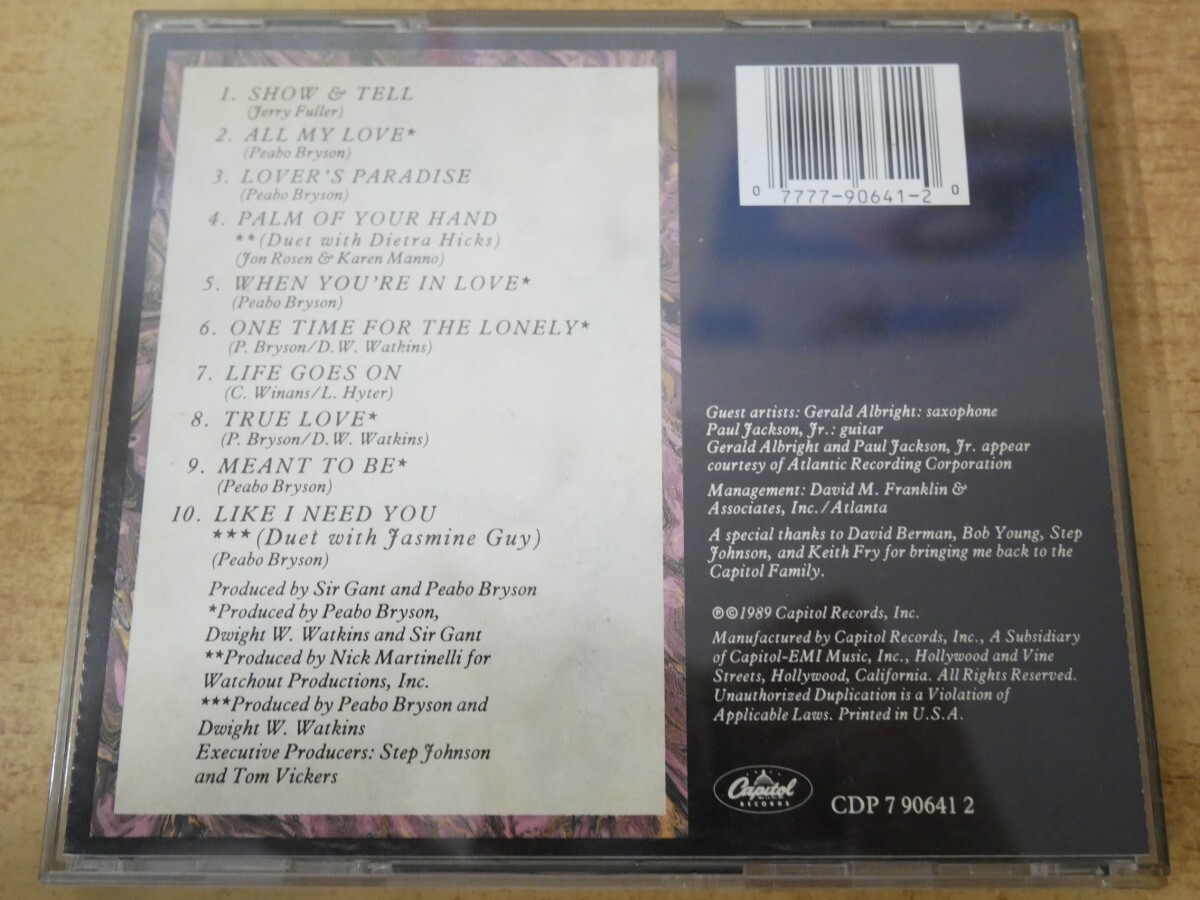 1. SHOW & TELL
(Jerry Fuller)
2. ALL MY LOVE*
(Peabo Bryson)
3. LOVER'S PARADISE
(Peabo Bryson)
4. PALM OF YOUR HAND
**(Duet with Dietra Hicks)
(Jon Rosen & Karen Manno)
5. WHEN YOU'RE IN LOVE*
(Peabo Bryson)
6. ONE TIME FOR THE LONELY*
(P. Bryson/D.W. Watkins)
7. LIFE GOES ON
(C. Winans/L. Hyter)
8. TRUE LOVE*
(P. Bryson/D.W. Watkins)
9. MEANT TO BE*
(Peabo Bryson)
10. LIKE I NEED YOU
***(Duet with Jasmine Guy)
(Peabo Bryson)
Produced by Sir Gant and Peabo Bryson
*Produced by Peabo Bryson,
Dwight W. Watkins and Sir Gant
**Produced by Nick Martinelli for
Watchout Productions, Inc.
***Produced by Peabo Bryson and
Dwight W. Watkins
Executive Producers: Step Johnson
and Tom Vickers
0 7777-90641-2 0
Guest artists: Gerald Albright: saxophone
Paul Jackson, Jr.: guitar
Gerald Albright and Paul Jackson, Jr. appear
courtesy of Atlantic Recording Corporation
Management: David M. Franklin &
Associates, Inc./Atlanta
A special thanks to David Berman, Bob Young, Step
Johnson, and Keith Fry for bringing me back to the
Capitol Family.
℗©1989 Capitol Records, Inc.
Manufactured by Capitol Records, Inc., A Subsidiary
of Capitol-EMI Music, Inc., Hollywood and Vine
Streets, Hollywood, California. All Rights Reserved.
Unauthorized Duplication is a Violation of
Applicable Laws. Printed in U.S.A.
Capitol
RECORDS
CDP 7 90641 2